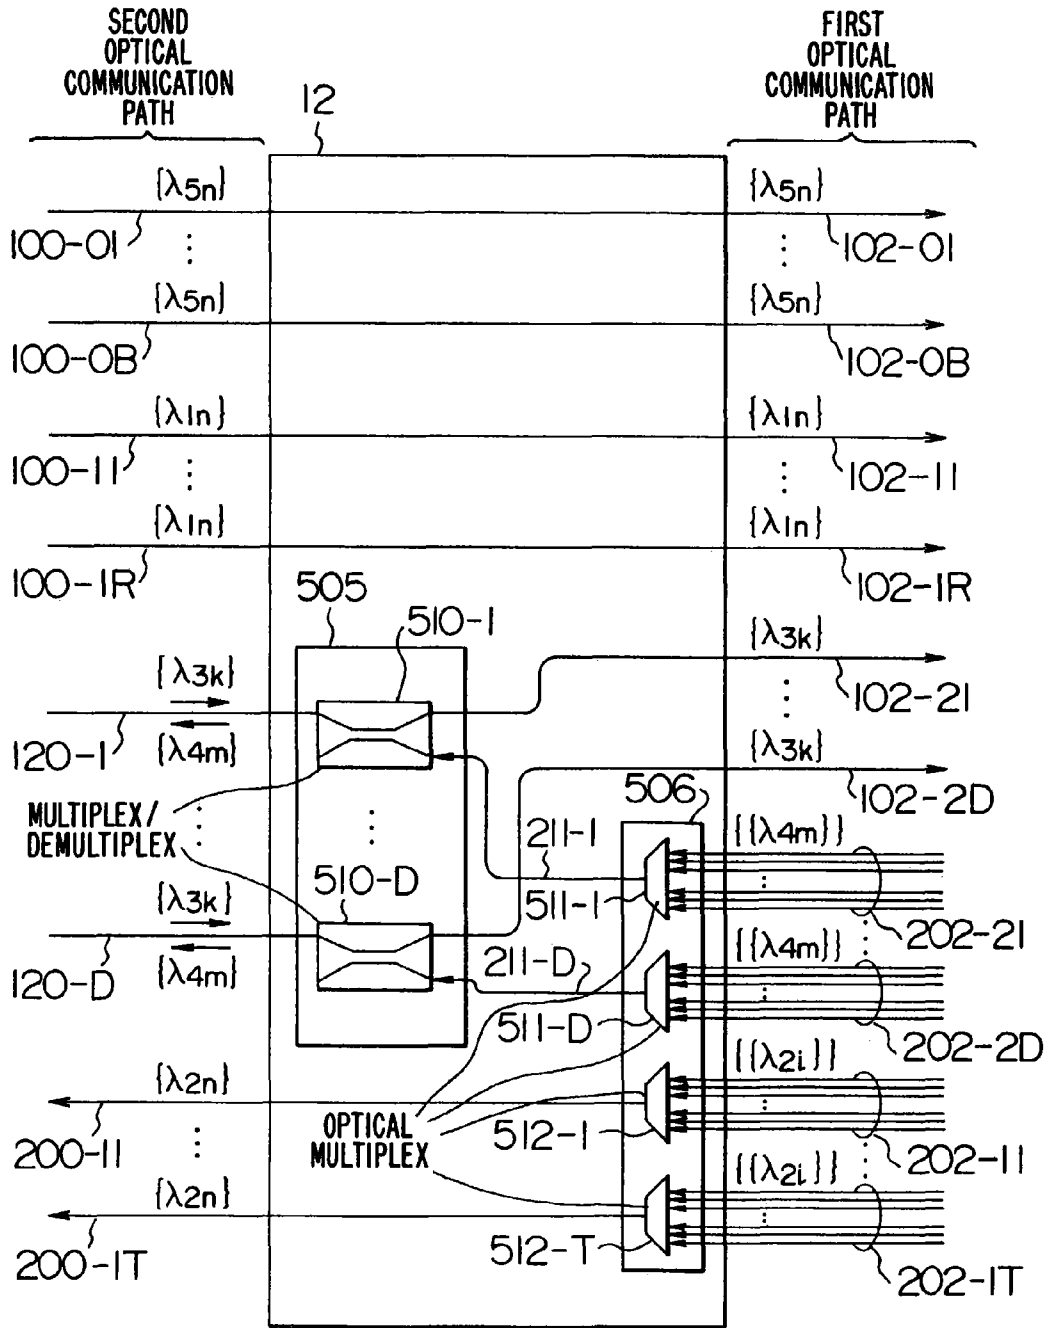 SECOND
OPTICAL
COMMUNICATION
PATH
FIRST
OPTICAL
COMMUNICATION
PATH
12
{λ5n}
{λ5n}
100-01
102-01
{λ5n}
{λ5n}
100-0B
102-0B
{λ1n}
{λ1n}
100-11
102-11
{λ1n}
{λ1n}
100-1R
102-1R
505
510-1
{λ3k}
{λ3k}
120-1
{λ4m}
102-21
{λ3k}
102-2D
506
MULTIPLEX/
DEMULTIPLEX
211-1
{{λ4m}}
510-D
511-1
{λ3k}
202-21
120-D
{λ4m}
211-D
{{λ4m}}
511-D
202-2D
{λ2n}
{{λ2i}}
OPTICAL
MULTIPLEX
200-11
512-1
202-11
{λ2n}
{{λ2i}}
200-1T
512-T
202-1T